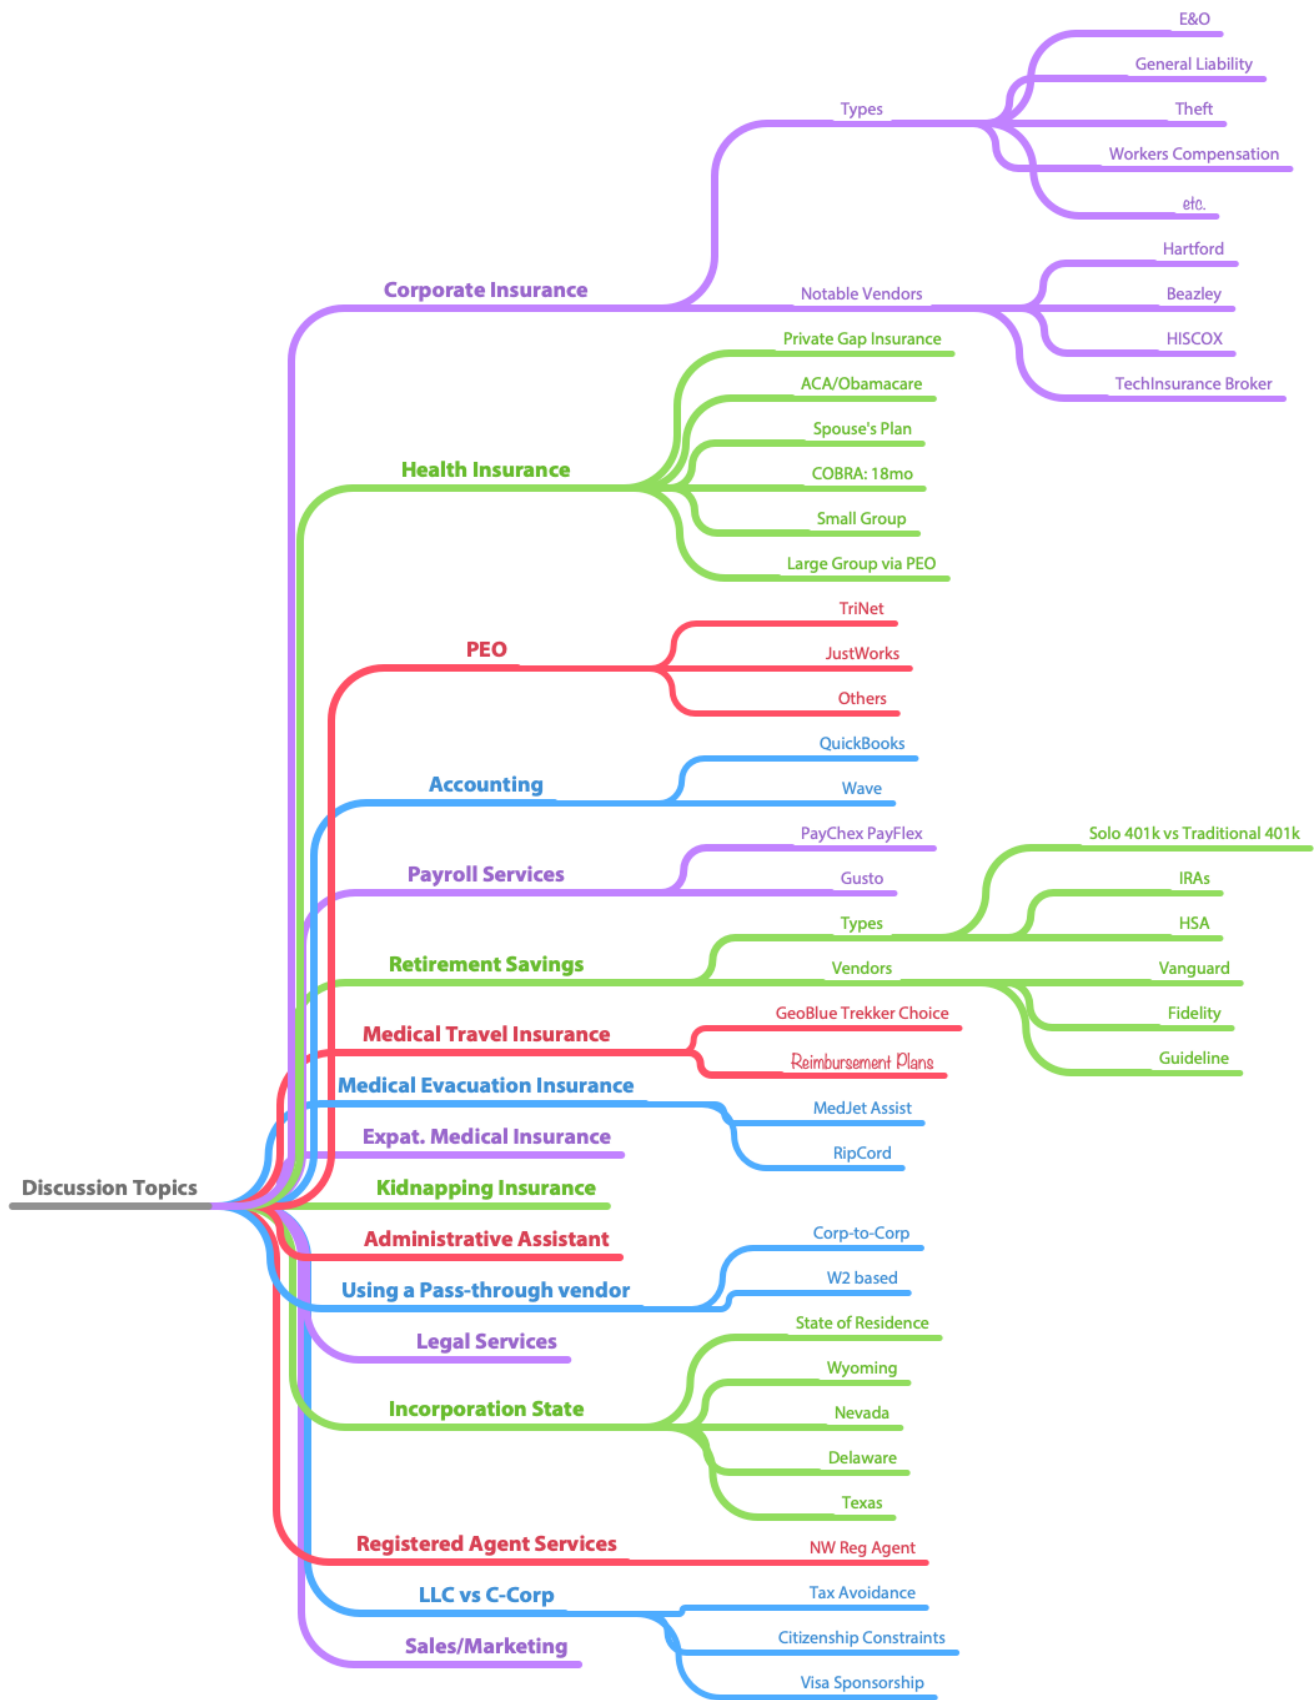 Discussion Topics
Corporate Insurance
Types
E&O
General Liability
Theft
Workers Compensation
etc.
Notable Vendors
Hartford
Beazley
HISCOX
TechInsurance Broker
Health Insurance
Private Gap Insurance
ACA/Obamacare
Spouse's Plan
COBRA: 18mo
Small Group
Large Group via PEO
PEO
TriNet
JustWorks
Others
Accounting
QuickBooks
Wave
Payroll Services
PayChex PayFlex
Gusto
Retirement Savings
Types
Solo 401k vs Traditional 401k
IRAs
HSA
Vendors
Vanguard
Fidelity
Guideline
Medical Travel Insurance
GeoBlue Trekker Choice
Reimbursement Plans
Medical Evacuation Insurance
MedJet Assist
RipCord
Expat. Medical Insurance
Kidnapping Insurance
Administrative Assistant
Using a Pass-through vendor
Corp-to-Corp
W2 based
Legal Services
Incorporation State
State of Residence
Wyoming
Nevada
Delaware
Texas
Registered Agent Services
NW Reg Agent
LLC vs C-Corp
Tax Avoidance
Citizenship Constraints
Visa Sponsorship
Sales/Marketing